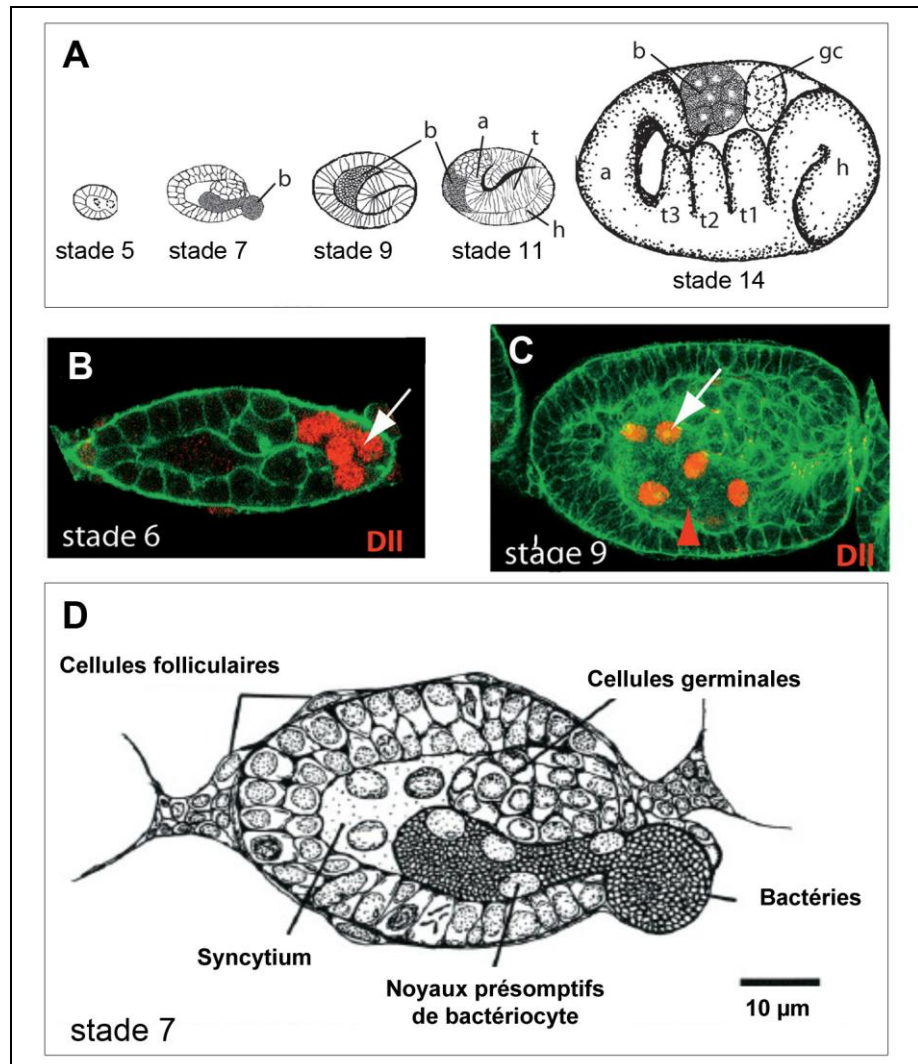 A
b
gc
b
a
t
b
a
h
h
t3
t2
t1
stade 5
stade 7
stade 9
stade 11
stade 14
B
stade 6
Dll
C
stage 9
Dll
D
Cellules folliculaires
Cellules germinales
Bactéries
Syncytium
Noyaux présomptifs
de bactériocyte
10 µm
stade 7